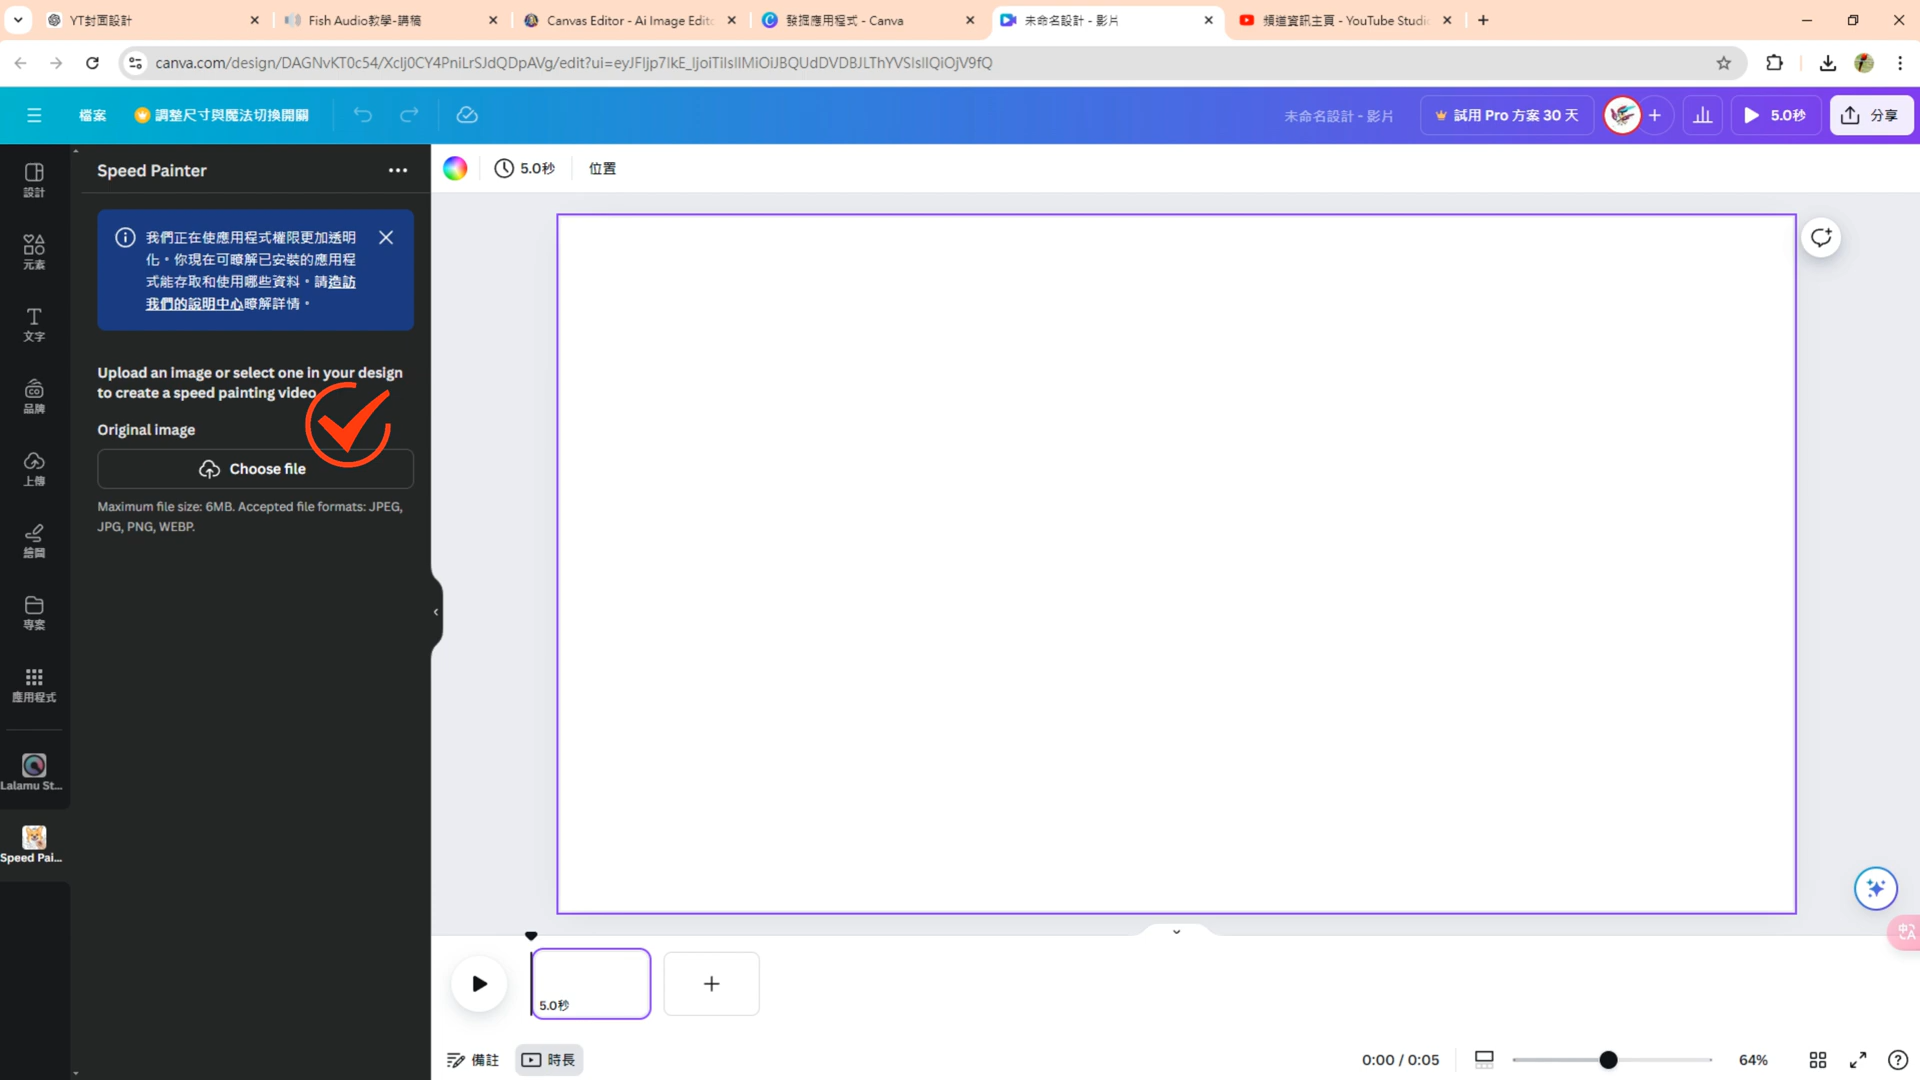 YT封面設計
Fish Audio教學-講稿
Canvas Editor - Ai Image Edito
發掘應用程式 - Canva
未命名設計 - 影片
頻道資訊主頁 - YouTube Studio
檔案
調整尺寸與魔法切換開關
未命名設計 - 影片
試用 Pro 方案 30 天
5.0秒
分享
設計
元素
文字
品牌
上傳
繪圖
專案
應用程式
Lalamu St...
Speed Pai...
Speed Painter
我們正在使應用程式權限更加透明
化。你現在可瞭解已安裝的應用程
式能存取和使用哪些資料。請造訪
我們的說明中心瞭解詳情。
Upload an image or select one in your design
to create a speed painting video
Original image
Choose file
Maximum file size: 6MB. Accepted file formats: JPEG,
JPG, PNG, WEBP.
5.0秒
位置
5.0秒
備註
時長
0:00 / 0:05
64%